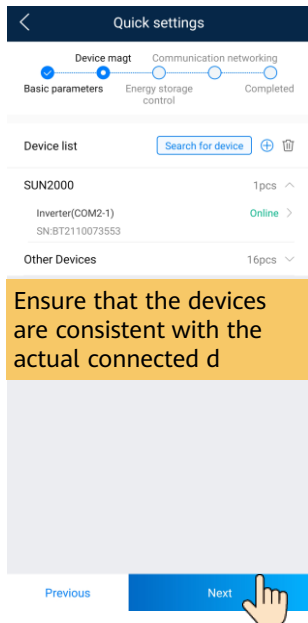 Quick settings
Device magt Communication networking
Basic parameters Energy storage control Completed
Device list Search for device
SUN2000 1pcs
Inverter(COM2-1) Online
SN:BT2110073553
Other Devices 16pcs
Ensure that the devices
are consistent with the
actual connected d
Previous Next